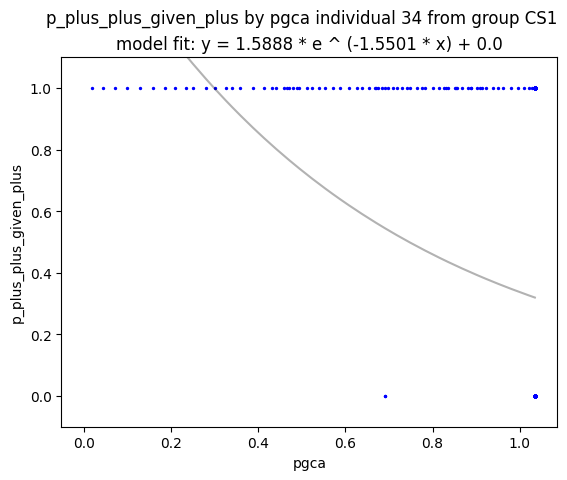 p_plus_plus_given_plus by pgca individual 34 from group CS1
model fit: y = 1.5888 * e ^ (-1.5501 * x) + 0.0
p_plus_plus_given_plus
1.0
0.8
0.6
0.4
0.2
0.0
0.0 0.2 0.4 0.6 0.8 1.0
pgca